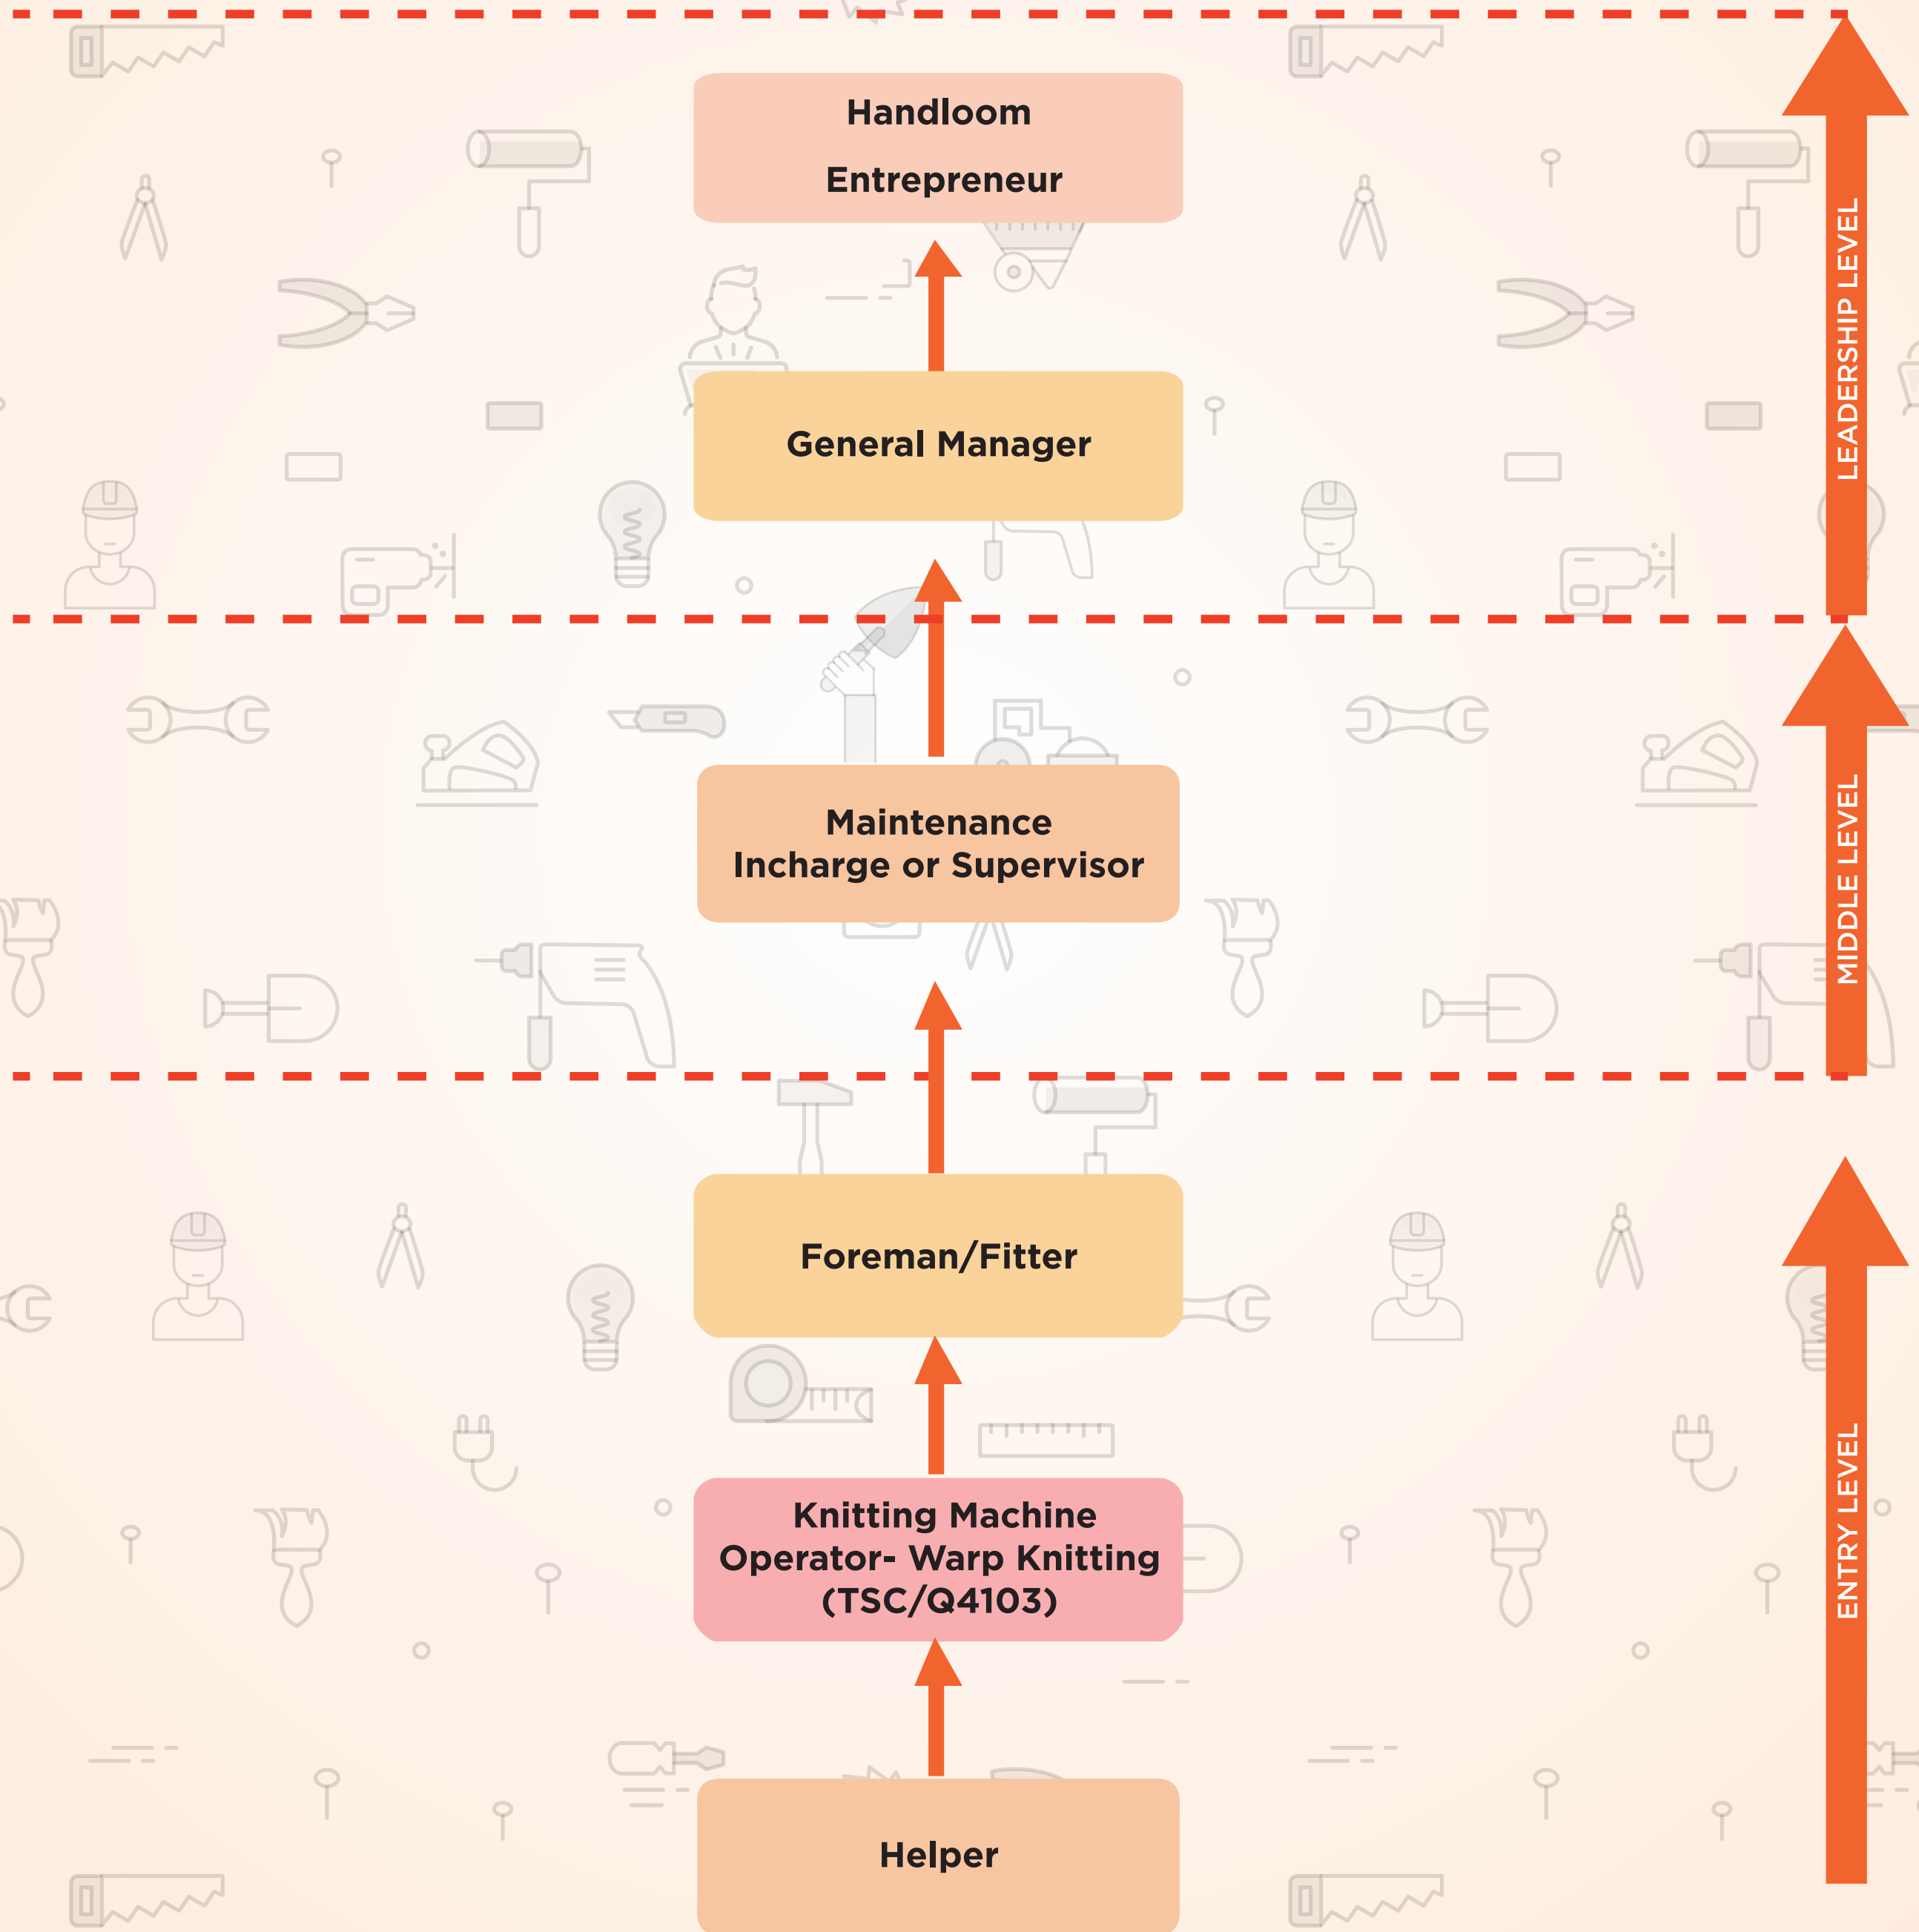 Handloom
Entrepreneur
LEADERSHIP LEVEL
General Manager
Maintenance
Incharge or Supervisor
MIDDLE LEVEL
Foreman/Fitter
Knitting Machine
Operator- Warp Knitting
(TSC/Q4103)
ENTRY LEVEL
Helper